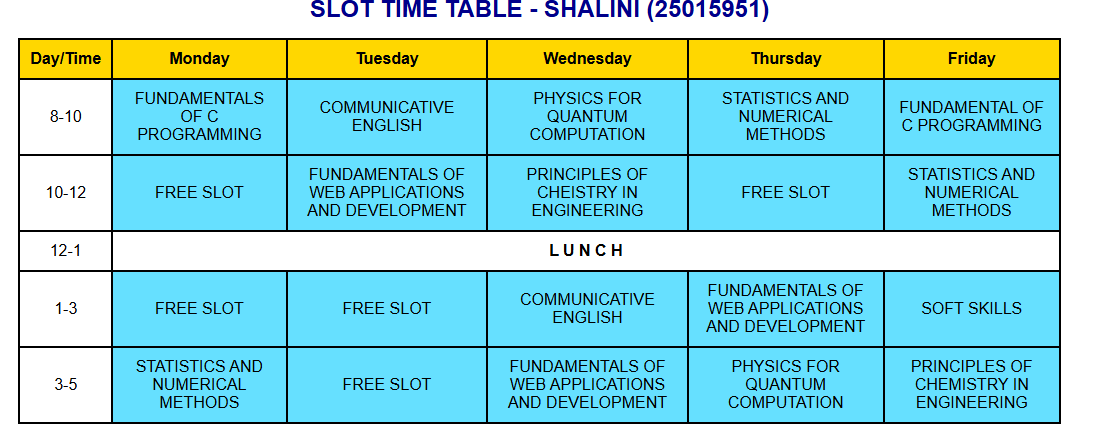 SLOT TIME TABLE - SHALINI (25015951)
Day/Time Monday Tuesday Wednesday Thursday Friday
8-10
FUNDAMENTALS
OF C
PROGRAMMING
COMMUNICATIVE
ENGLISH
PHYSICS FOR
QUANTUM
COMPUTATION
STATISTICS AND
NUMERICAL
METHODS
FUNDAMENTAL OF
C PROGRAMMING
10-12
FREE SLOT
FUNDAMENTALS OF
WEB APPLICATIONS
AND DEVELOPMENT
PRINCIPLES OF
CHEISTRY IN
ENGINEERING
FREE SLOT
STATISTICS AND
NUMERICAL
METHODS
12-1
L U N C H
1-3
FREE SLOT
FREE SLOT
COMMUNICATIVE
ENGLISH
FUNDAMENTALS OF
WEB APPLICATIONS
AND DEVELOPMENT
SOFT SKILLS
3-5
STATISTICS AND
NUMERICAL
METHODS
FREE SLOT
FUNDAMENTALS OF
WEB APPLICATIONS
AND DEVELOPMENT
PHYSICS FOR
QUANTUM
COMPUTATION
PRINCIPLES OF
CHEMISTRY IN
ENGINEERING